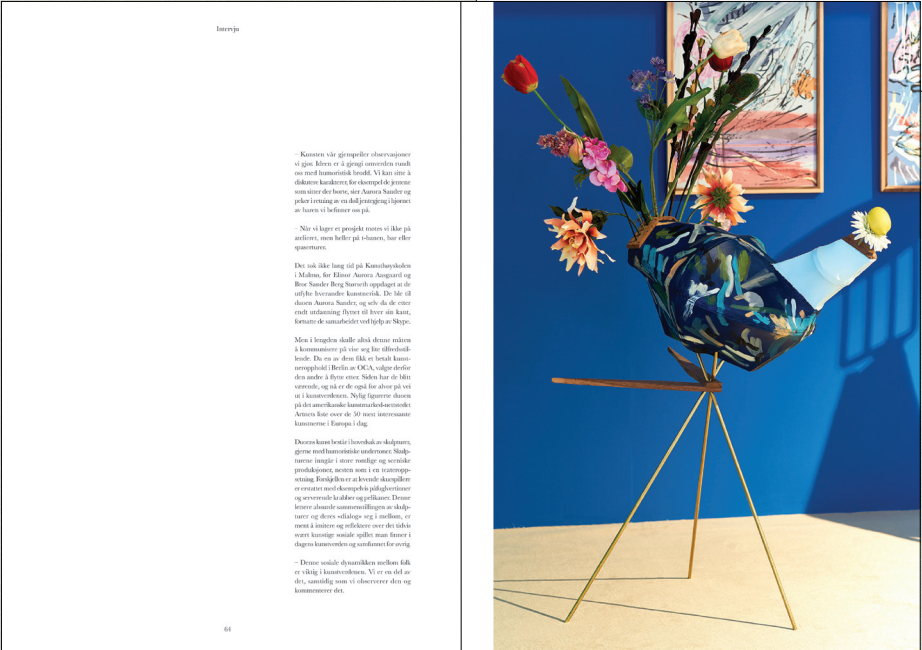 Intervju
– Kunsten vår gjenspeiler observasjoner
vi gjør. Ideen er å gjengi omverden rundt
oss med humoristisk brodd. Vi kan sitte å
diskutere karakterer, for eksempel de jentene
som sitter der borte, sier Aurora Sander og
peker i retning av en døll jentegjeng i hjørnet
av baren vi befinner oss på.
– Når vi lager et prosjekt møtes vi ikke på
atelieret, men heller på t-banen, bar eller
spaserturer.
Det tok ikke lang tid på Kunsthøyskolen
i Malmø, før Ellinor Aurora Aasgaard og
Bror Sander Berg Størseth oppdaget at de
utfylte hverandre kunstnerisk. De ble til
duoen Aurora Sander, og selv da de etter
endt utdanning flyttet til hver sin kant,
fortsatte de samarbeidet ved hjelp av Skype.
Men i lengden skulle altså denne måten
å kommunisere på vise seg lite tilfredsstil-
lende. Da en av dem fikk et betalt kunst-
neropphold i Berlin av OCA, valgte derfor
den andre å flytte etter. Siden har de blitt
værende, og nå er de også for alvor på vei
ut i kunstverdenen. Nylig figurerte duoen
på det amerikanske kunstmarked-nettstedet
Artnets liste over de 50 mest interessante
kunstnerne i Europa i dag.
Duoens kunst består i hovedsak av skulpturer,
gjerne med humoristiske undertoner. Skulp-
turene inngår i store romlige og sceniske
produksjoner, nesten som i en teateropp-
setning. Forskjellen er at levende skuespillere
er erstattet med eksempelvis påfuglvertinner
og serverende krabber og pelikaner. Denne
lettere absurde sammenstillingen av skulp-
turer og deres «dialog» seg i mellom, er
ment å imitere og reflektere over det tidvis
svært kunstige sosiale spillet man finner i
dagens kunstverden og samfunnet for øvrig.
– Denne sosiale dynamikken mellom folk
er viktig i kunstverdenen. Vi er en del av
det, samtidig som vi observerer den og
kommenterer det.
64